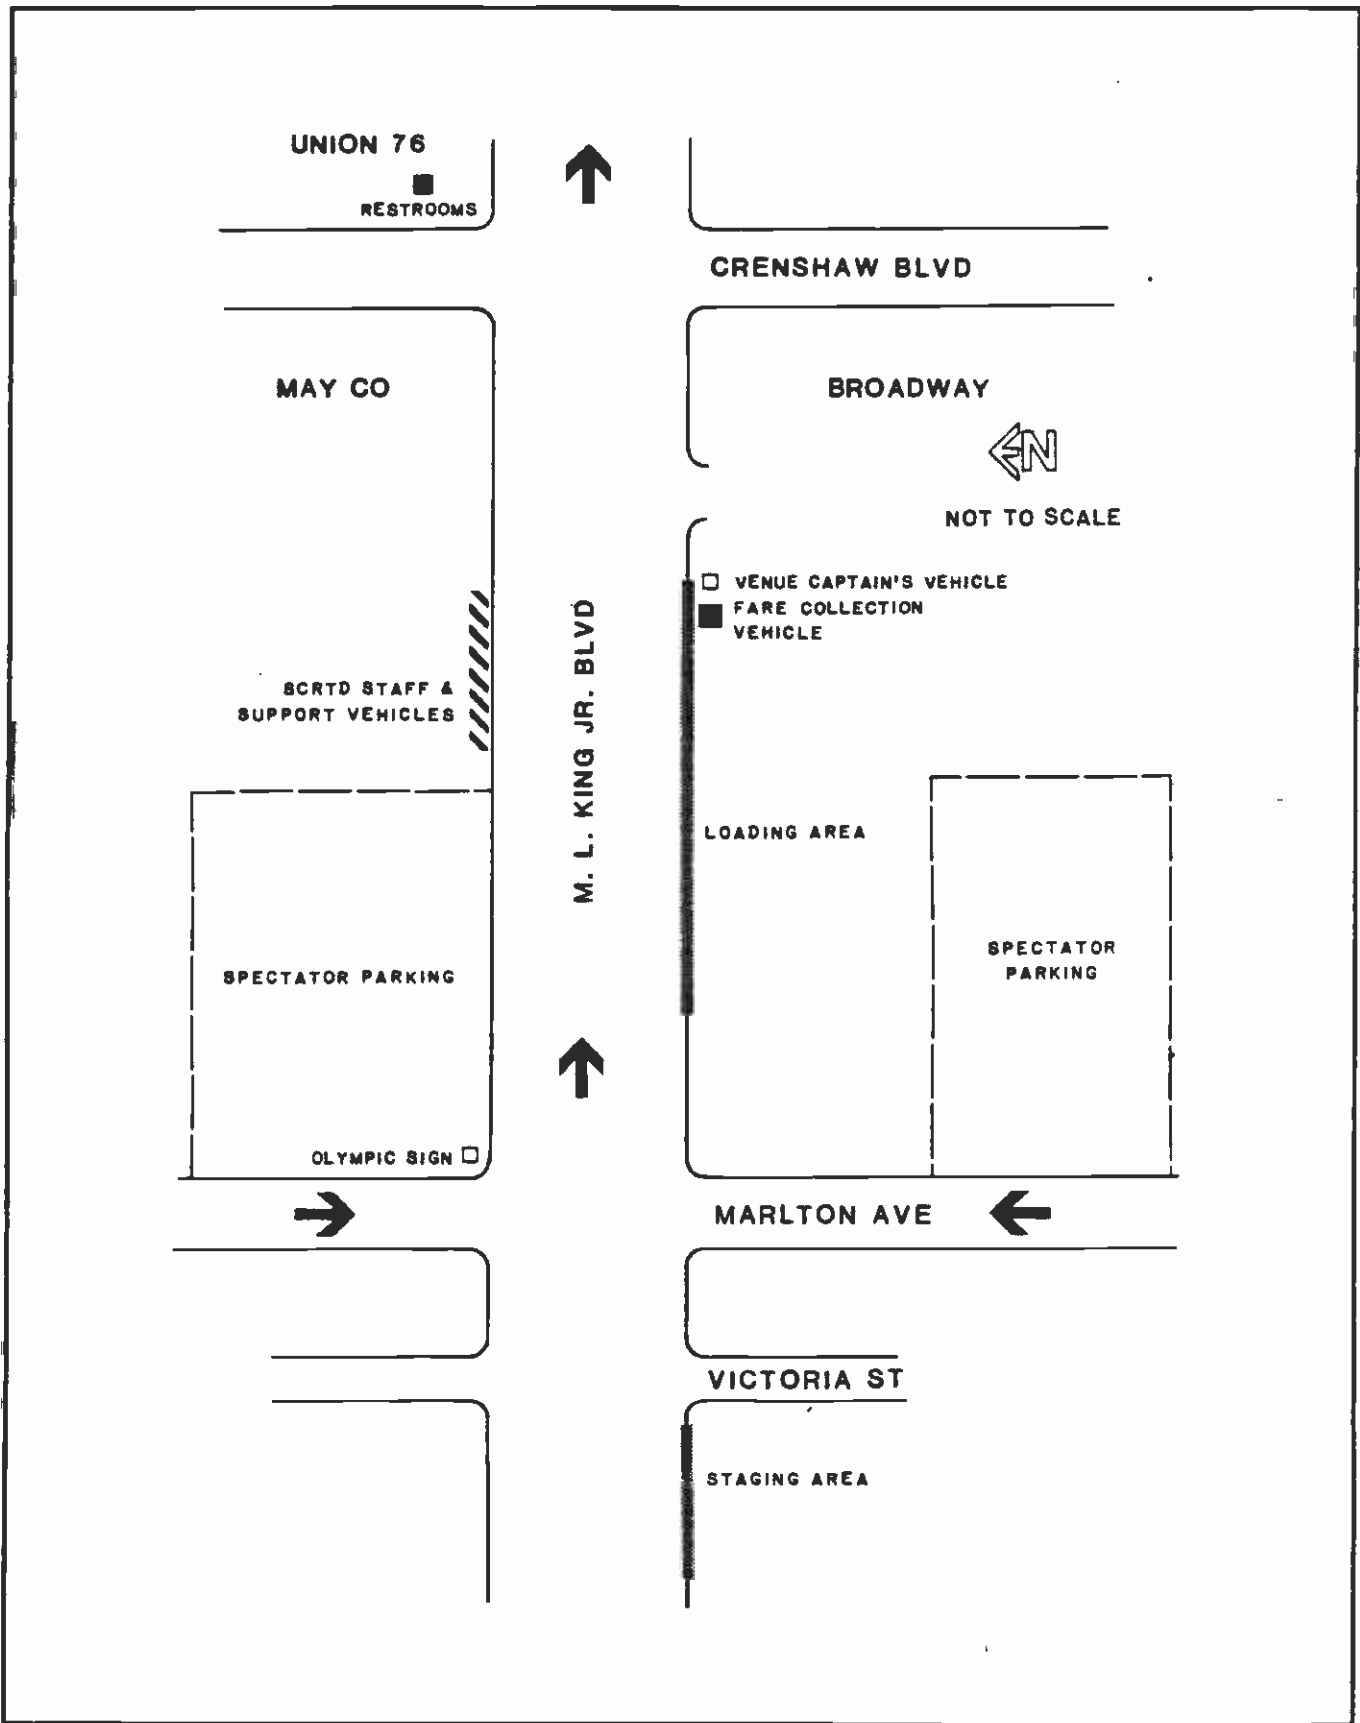 UNION 76
RESTROOMS
CRENSHAW BLVD
MAY CO
BROADWAY
N
NOT TO SCALE
VENUE CAPTAIN'S VEHICLE
FARE COLLECTION
VEHICLE
M. L. KING JR. BLVD
SCRTD STAFF &
SUPPORT VEHICLES
LOADING AREA
SPECTATOR PARKING
SPECTATOR
PARKING
OLYMPIC SIGN
MARLTON AVE
VICTORIA ST
STAGING AREA